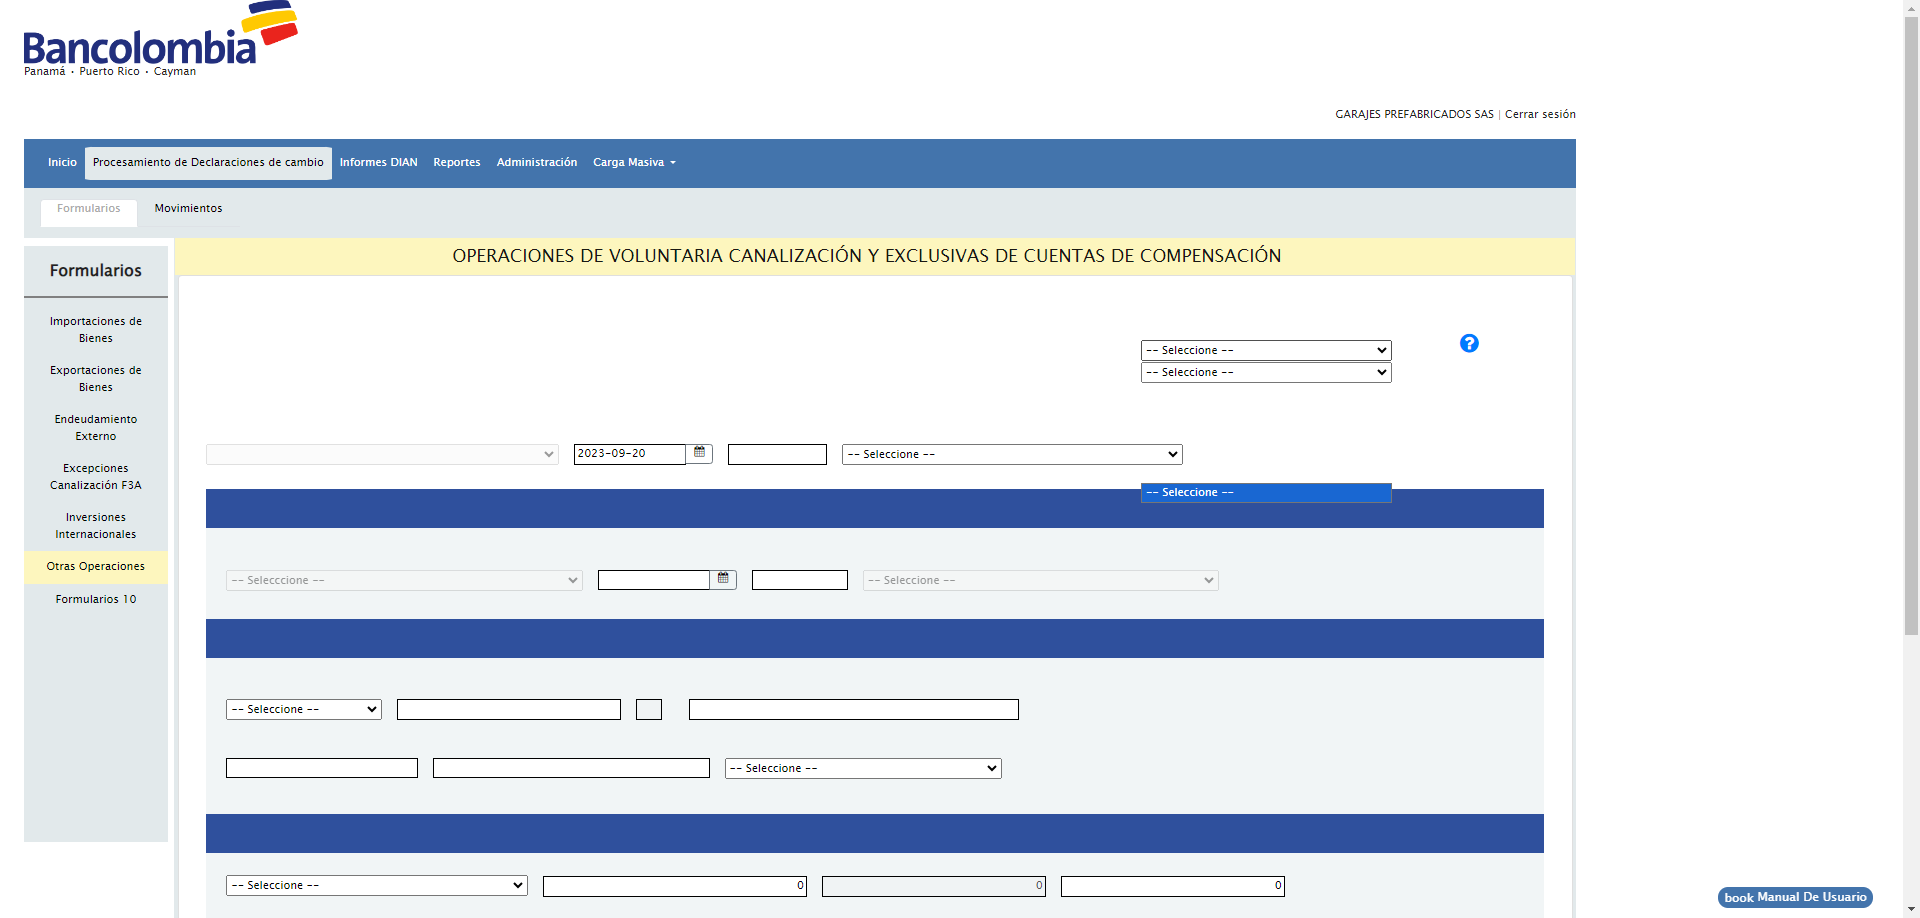 Bancolombia
Panamá • Puerto Rico • Cayman
GARAJES PREFABRICADOS SAS | Cerrar sesión
Inicio Procesamiento de Declaraciones de cambio Informes DIAN Reportes Administración Carga Masiva
Formularios Movimientos
OPERACIONES DE VOLUNTARIA CANALIZACIÓN Y EXCLUSIVAS DE CUENTAS DE COMPENSACIÓN
Formularios
Importaciones de
Bienes
Exportaciones de
Bienes
Endeudamiento
Externo
Excepciones
Canalización F3A
Inversiones
Internacionales
Otras Operaciones
Formularios 10
-- Seleccione --
?
-- Seleccione --
2023-09-20 -- Seleccione --
-- Seleccione --
-- Selecccione -- -- Seleccione --
-- Seleccione --
-- Seleccione --
-- Seleccione -- 0 0 0
book Manual De Usuario